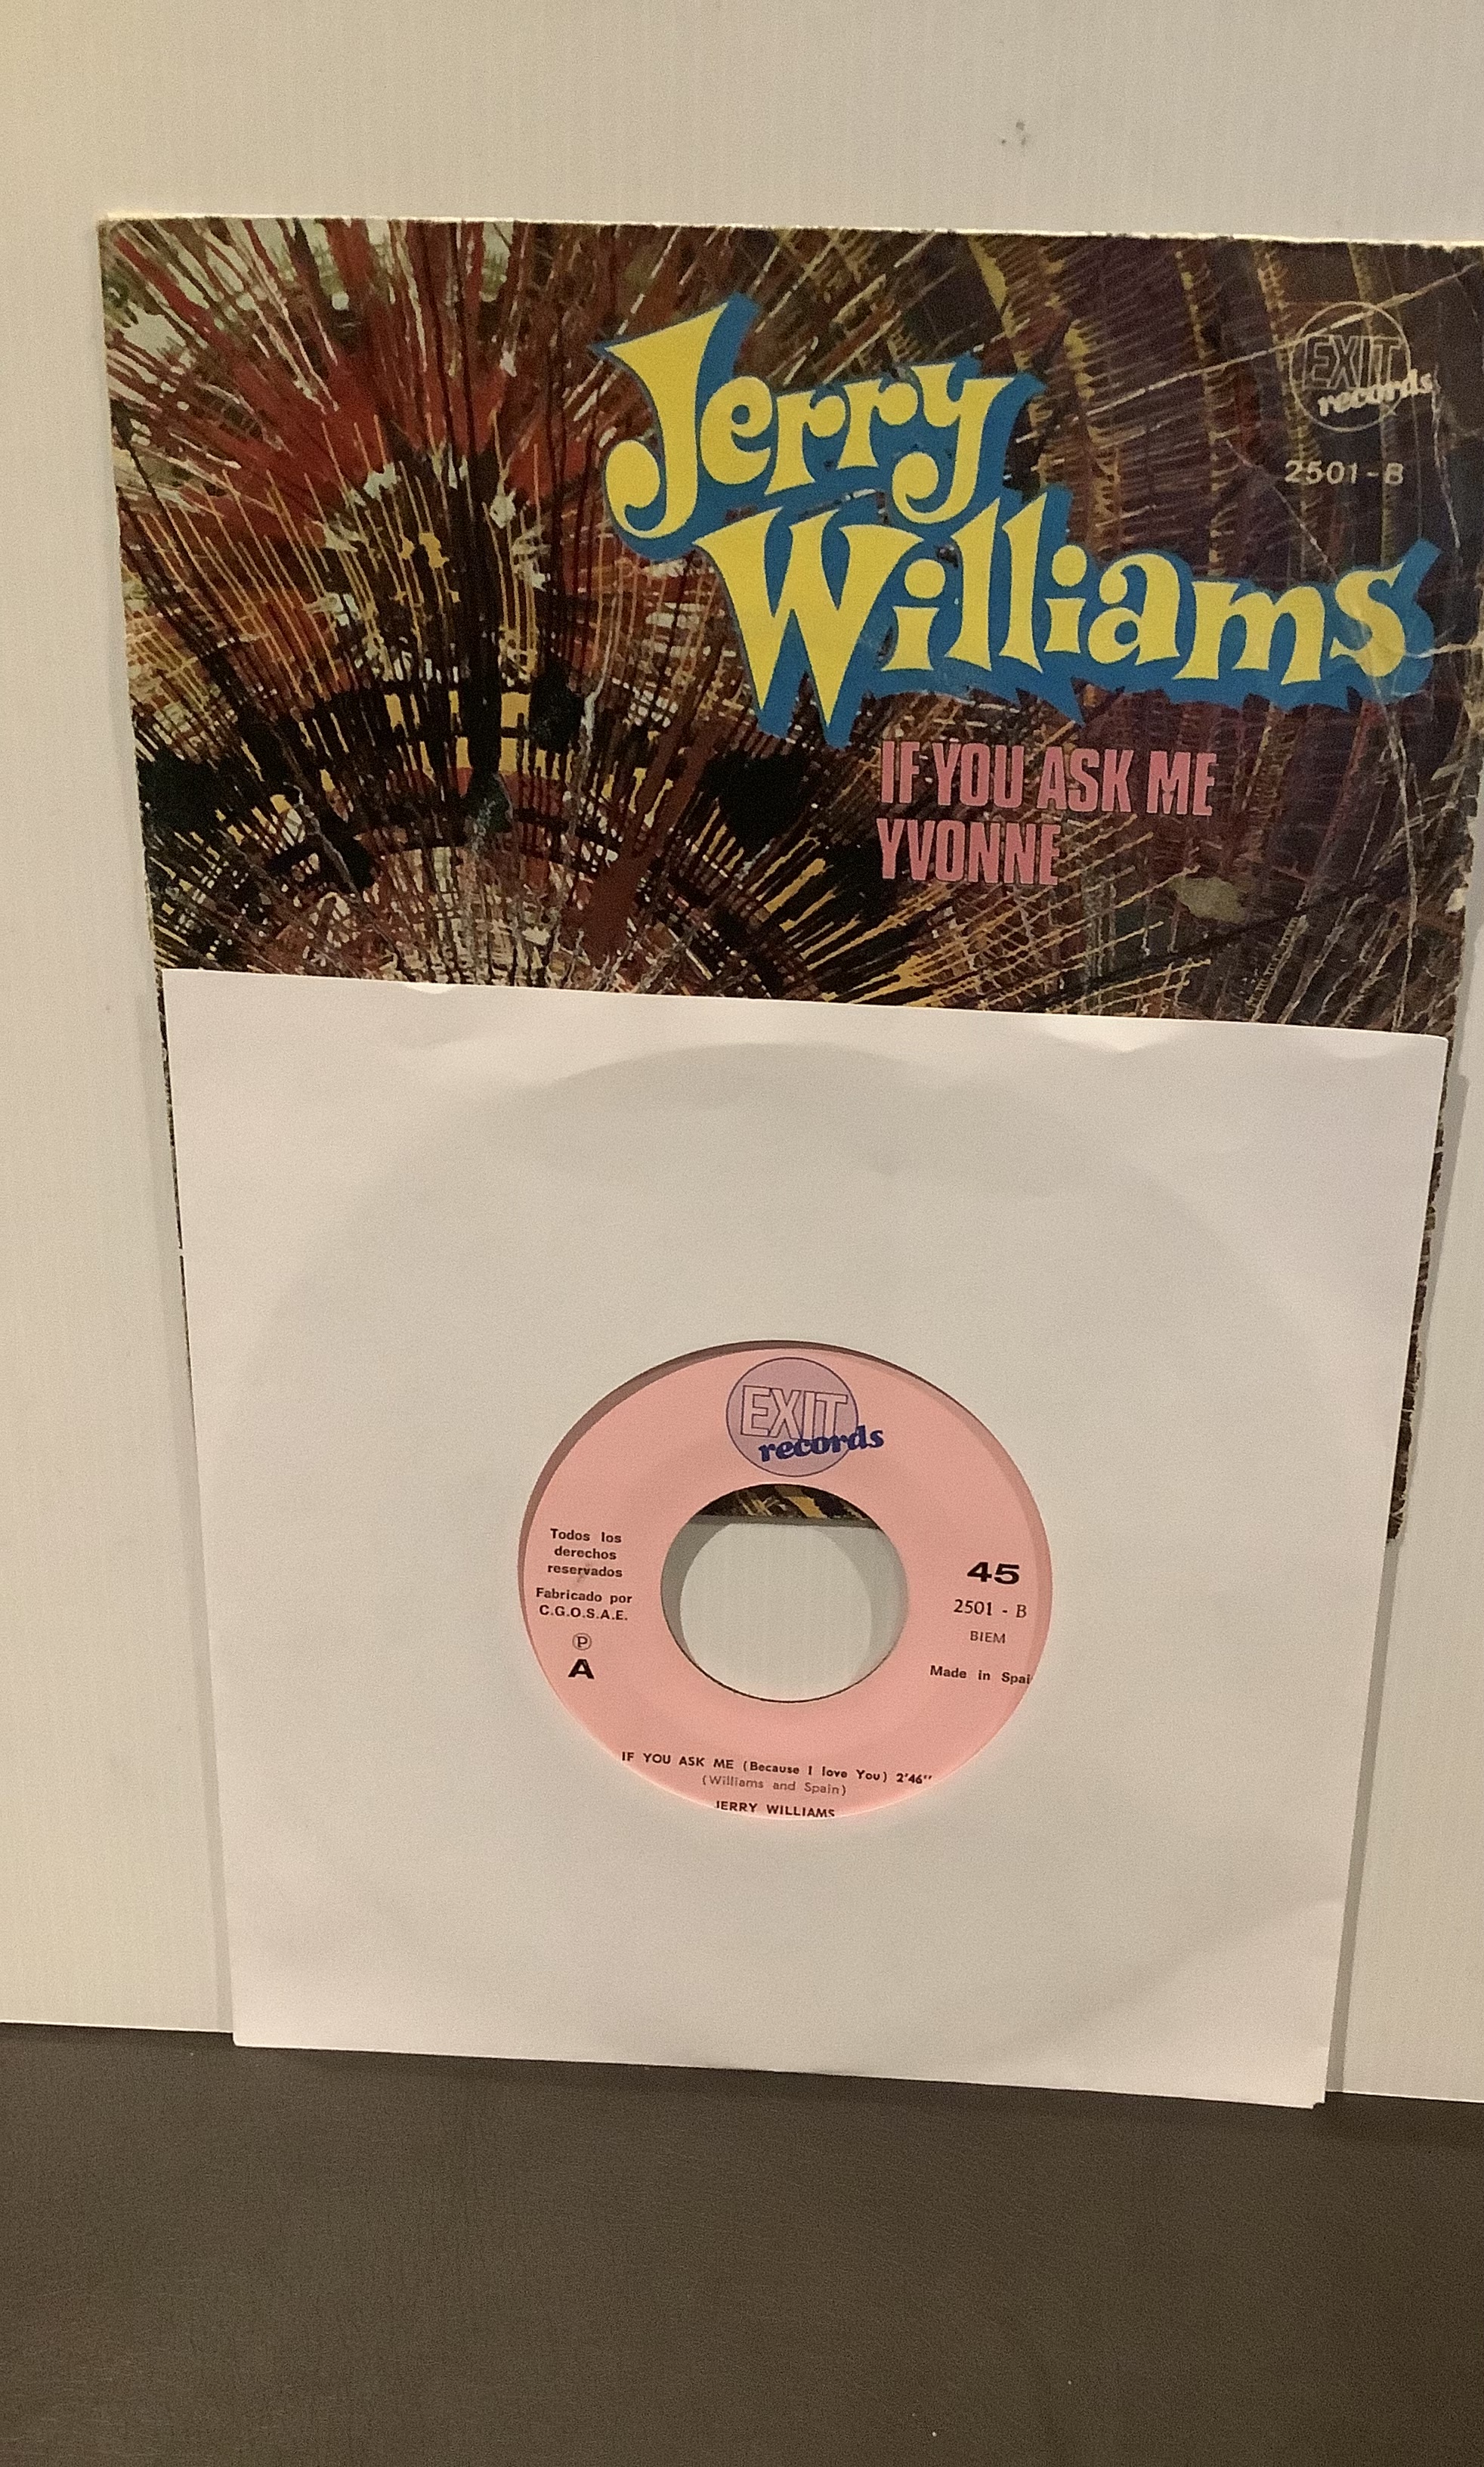 Jerry
Williams
EXIT
records
2501-B
IF YOU ASK ME
YVONNE
EXIT
records
Todos los
derechos
reservados
Fabricado por
C.G.O.S.A.E.
Ⓟ
A
45
2501 - B
BIEM
Made in Spai
IF YOU ASK ME (Because I love You) 2'46"
(Williams and Spain)
JERRY WILLIAMS